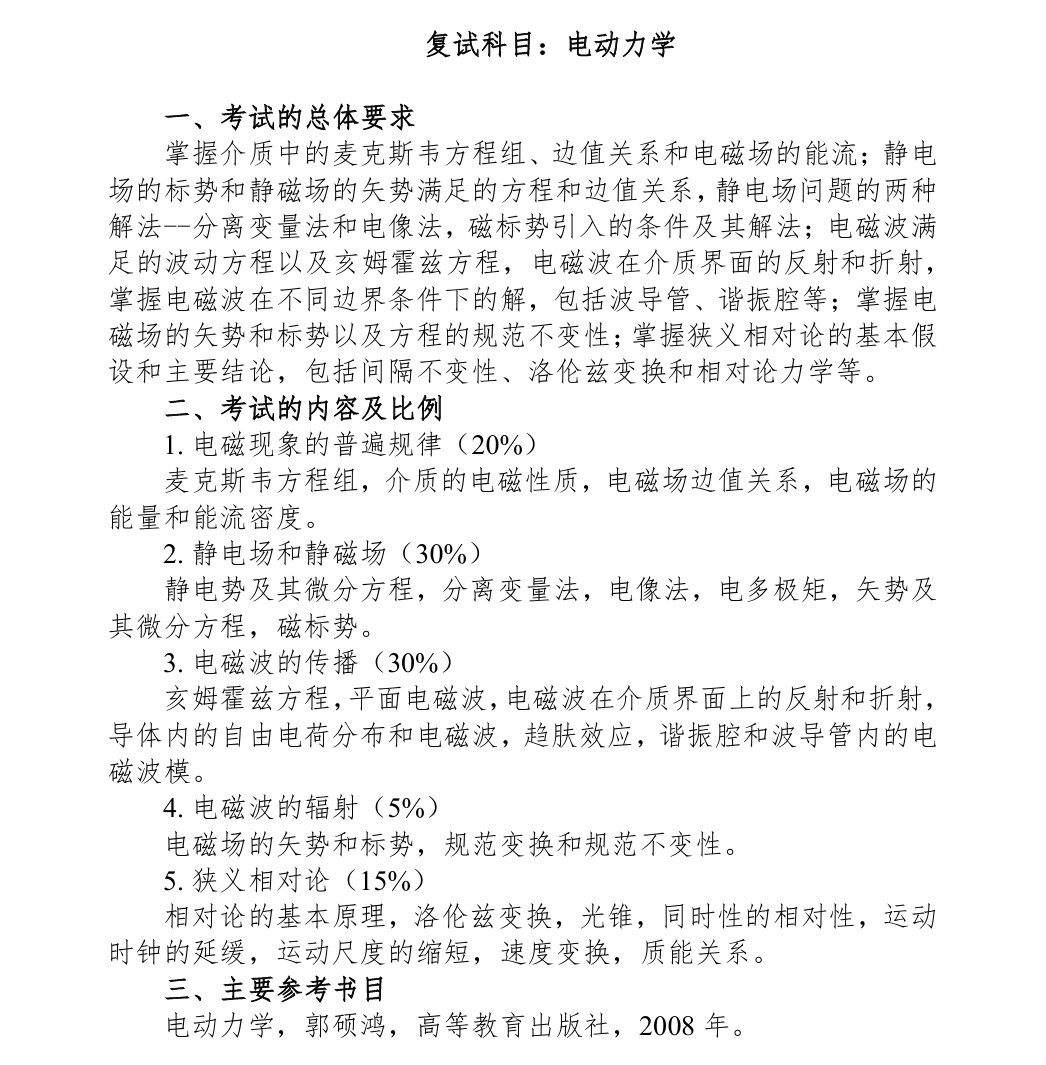 复试科目：电动力学
一、考试的总体要求
掌握介质中的麦克斯韦方程组、边值关系和电磁场的能流；静电
场的标势和静磁场的矢势满足的方程和边值关系，静电场问题的两种
解法--分离变量法和电像法，磁标势引入的条件及其解法；电磁波满
足的波动方程以及亥姆霍兹方程，电磁波在介质界面的反射和折射，
掌握电磁波在不同边界条件下的解，包括波导管、谐振腔等；掌握电
磁场的矢势和标势以及方程的规范不变性；掌握狭义相对论的基本假
设和主要结论，包括间隔不变性、洛伦兹变换和相对论力学等。
二、考试的内容及比例
1. 电磁现象的普遍规律（20%）
麦克斯韦方程组，介质的电磁性质，电磁场边值关系，电磁场的
能量和能流密度。
2. 静电场和静磁场（30%）
静电势及其微分方程，分离变量法，电像法，电多极矩，矢势及
其微分方程，磁标势。
3. 电磁波的传播（30%）
亥姆霍兹方程，平面电磁波，电磁波在介质界面上的反射和折射，
导体内的自由电荷分布和电磁波，趋肤效应，谐振腔和波导管内的电
磁波模。
4. 电磁波的辐射（5%）
电磁场的矢势和标势，规范变换和规范不变性。
5. 狭义相对论（15%）
相对论的基本原理，洛伦兹变换，光锥，同时性的相对性，运动
时钟的延缓，运动尺度的缩短，速度变换，质能关系。
三、主要参考书目
电动力学，郭硕鸿，高等教育出版社，2008 年。